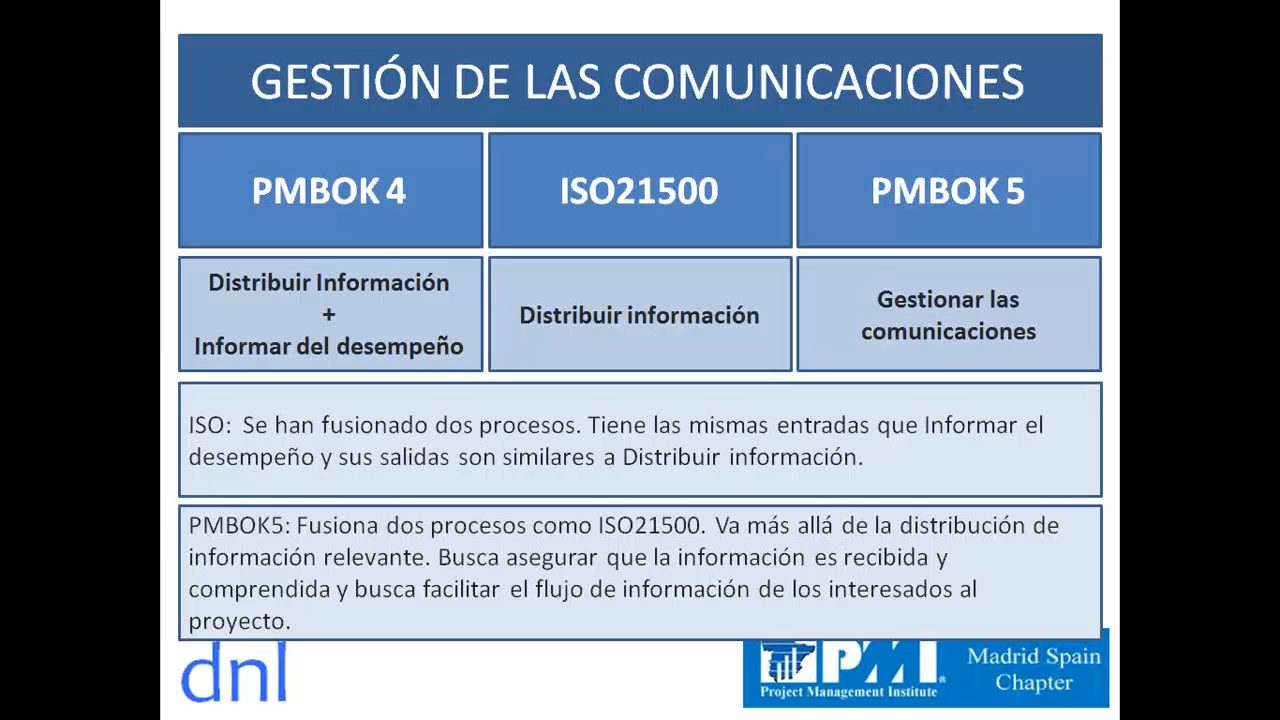 GESTIÓN DE LAS COMUNICACIONES
PMBOK 4
ISO21500
PMBOK 5
Distribuir Información
+
Informar del desempeño
Distribuir información
Gestionar las
comunicaciones
ISO: Se han fusionado dos procesos. Tiene las mismas entradas que Informar el
desempeño y sus salidas son similares a Distribuir información.
PMBOK5: Fusiona dos procesos como ISO21500. Va más allá de la distribución de
información relevante. Busca asegurar que la información es recibida y
comprendida y busca facilitar el flujo de información de los interesados al
proyecto.
dnl
PMI®
Project Management Institute
Madrid Spain
Chapter